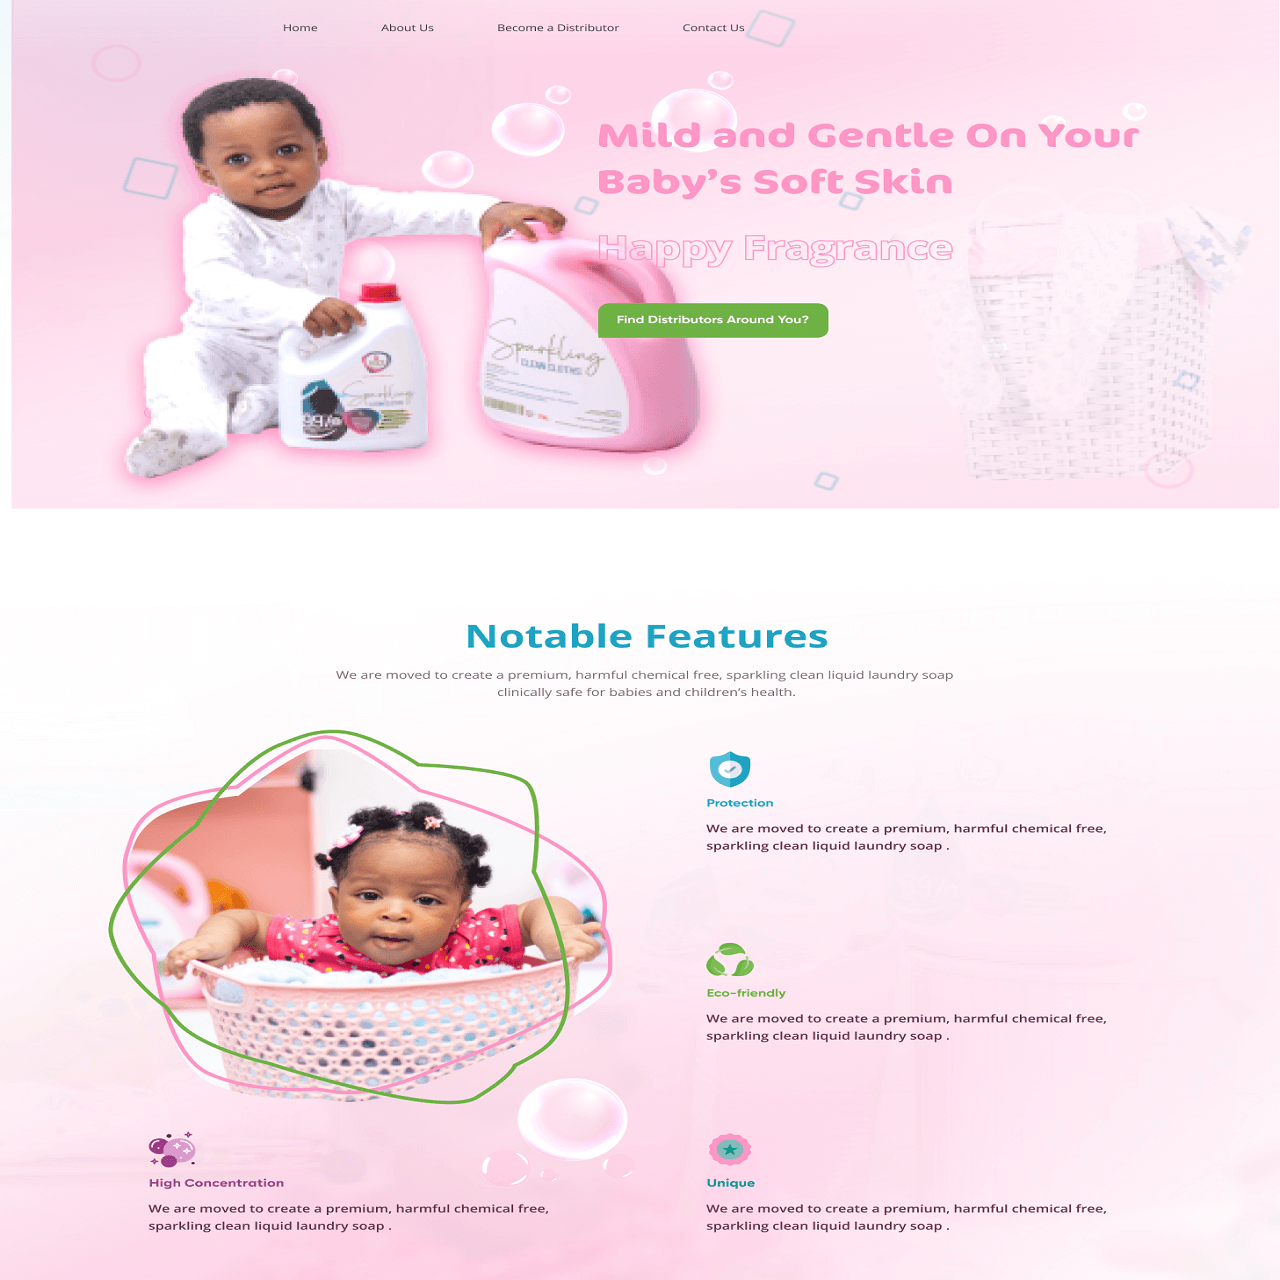 Home
About Us
Become a Distributor
Contact Us
Mild and Gentle On Your
Baby’s Soft Skin
Happy Fragrance
Find Distributors Around You?
Sparkling
CLEAN CLOTHS
Sparkling
99%
Notable Features
We are moved to create a premium, harmful chemical free, sparkling clean liquid laundry soap
clinically safe for babies and children’s health.
Protection
We are moved to create a premium, harmful chemical free,
sparkling clean liquid laundry soap .
Eco-friendly
We are moved to create a premium, harmful chemical free,
sparkling clean liquid laundry soap .
High Concentration
We are moved to create a premium, harmful chemical free,
sparkling clean liquid laundry soap .
Unique
We are moved to create a premium, harmful chemical free,
sparkling clean liquid laundry soap .